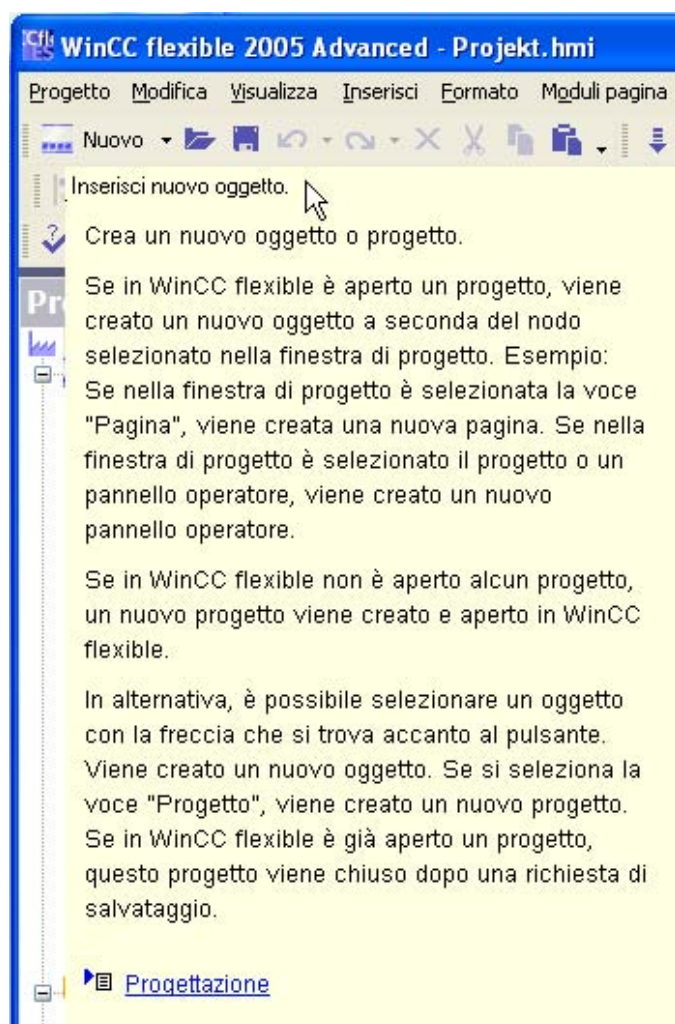 WinCC flexible 2005 Advanced - Projekt.hmi
Progetto Modifica Visualizza Inserisci Formato Moduli pagina
Nuovo
Inserisci nuovo oggetto.
Crea un nuovo oggetto o progetto.
Se in WinCC flexible è aperto un progetto, viene
creato un nuovo oggetto a seconda del nodo
selezionato nella finestra di progetto. Esempio:
Se nella finestra di progetto è selezionata la voce
"Pagina", viene creata una nuova pagina. Se nella
finestra di progetto è selezionato il progetto o un
pannello operatore, viene creato un nuovo
pannello operatore.
Se in WinCC flexible non è aperto alcun progetto,
un nuovo progetto viene creato e aperto in WinCC
flexible.
In alternativa, è possibile selezionare un oggetto
con la freccia che si trova accanto al pulsante.
Viene creato un nuovo oggetto. Se si seleziona la
voce "Progetto", viene creato un nuovo progetto.
Se in WinCC flexible è già aperto un progetto,
questo progetto viene chiuso dopo una richiesta di
salvataggio.
Progettazione